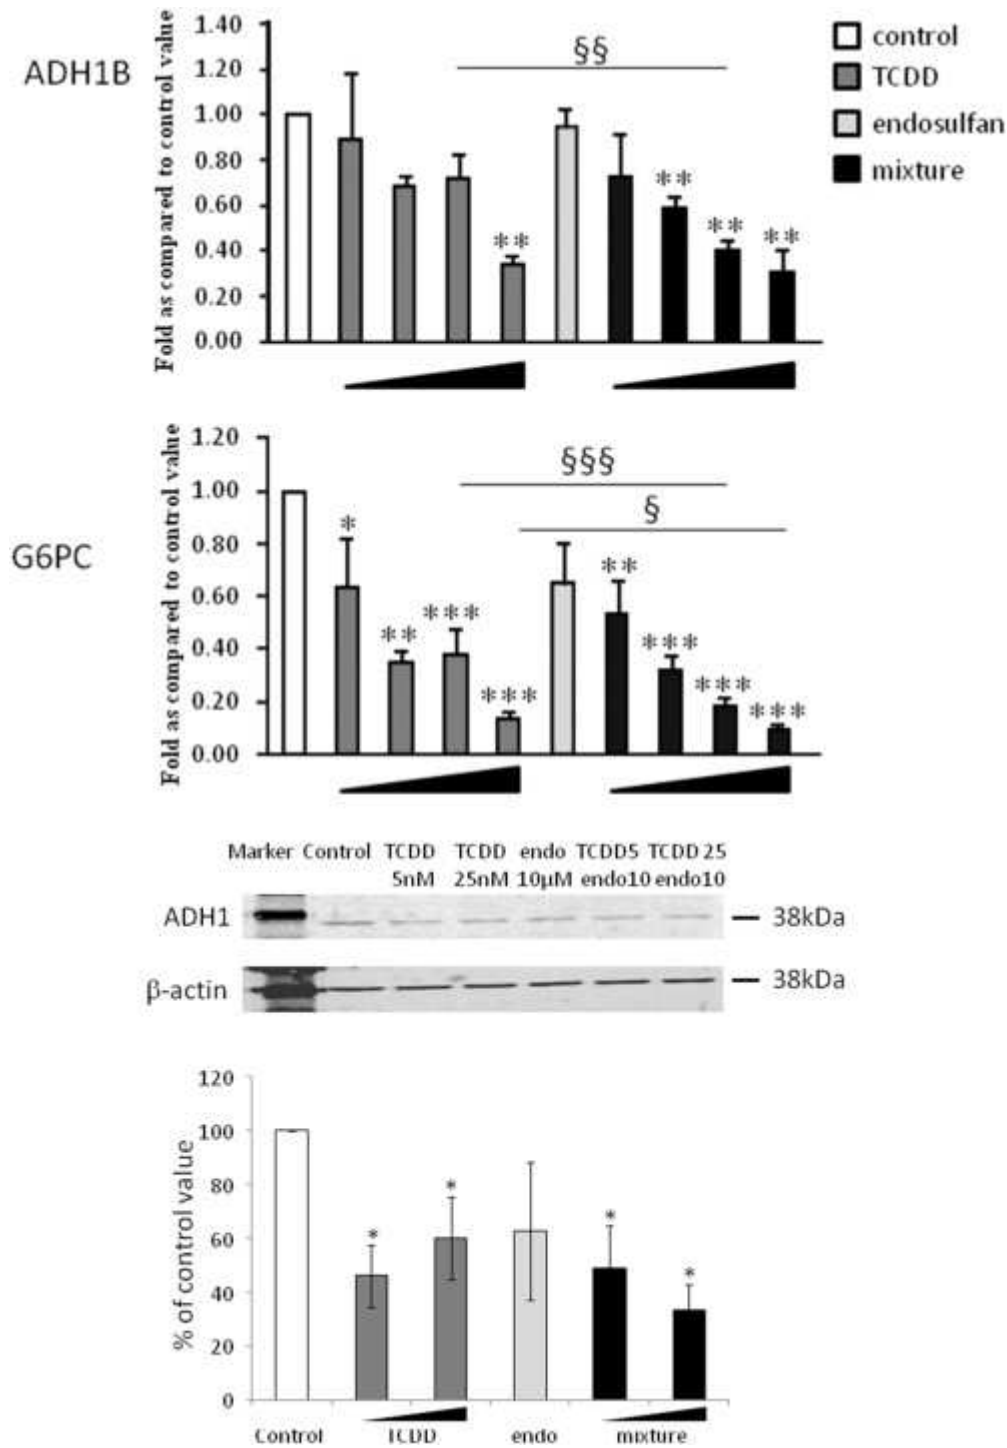 ADH1B
Fold as compared to control value
1.40
1.20
1.00
0.80
0.60
0.40
0.20
0.00
§§
**
**
**
**
control
TCDD
endosulfan
mixture
G6PC
Fold as compared to control value
1.20
1.00
0.80
0.60
0.40
0.20
0.00
§§§
§
*
**
***
***
**
***
***
***
Marker Control TCDD TCDD endo TCDD5 TCDD 25
5nM 25nM 10µM endo10 endo10
ADH1
38kDa
β-actin
38kDa
% of control value
120
100
80
60
40
20
0
*
*
*
*
Control TCDD endo mixture